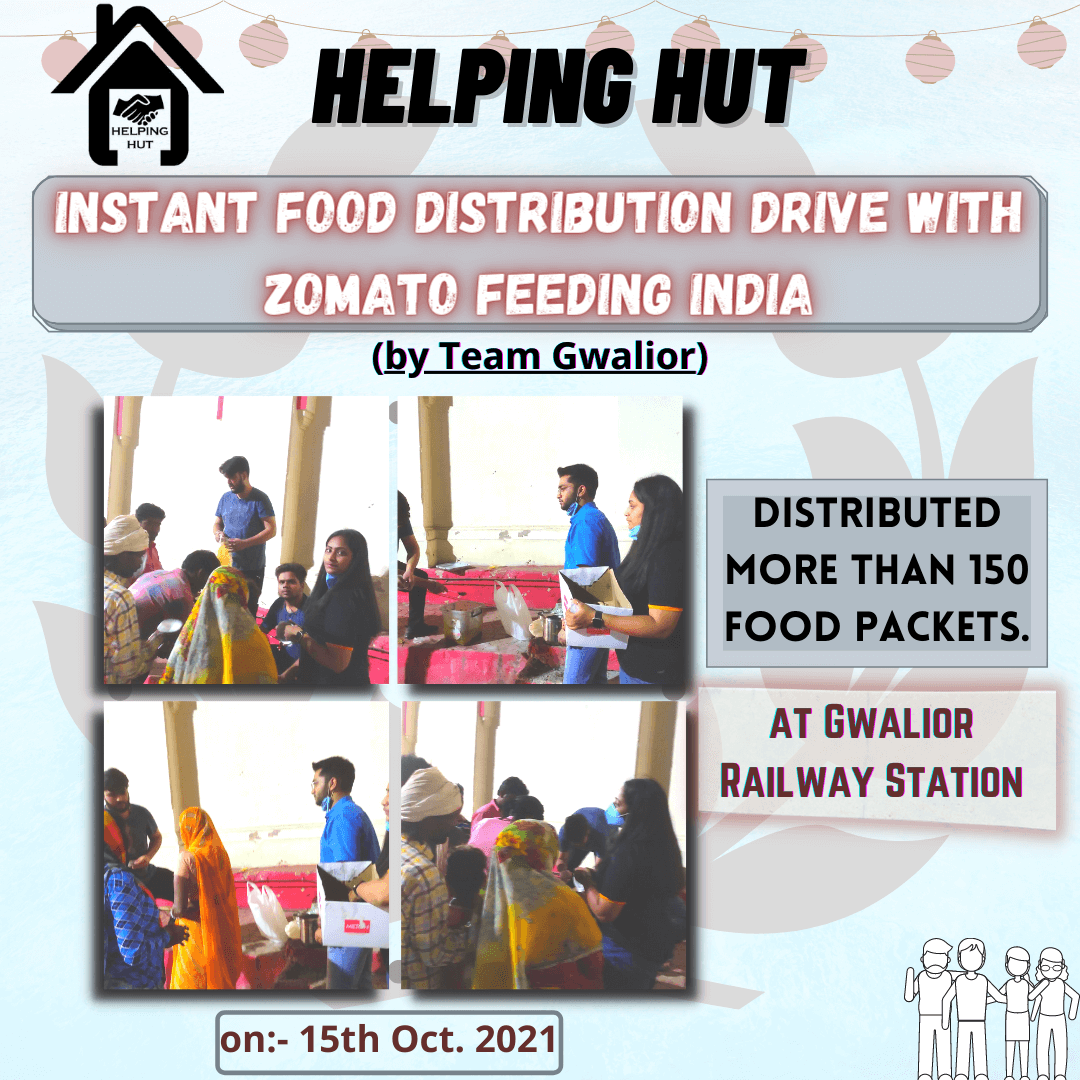 HELPING
HUT
HELPING HUT
INSTANT FOOD DISTRIBUTION DRIVE WITH
ZOMATO FEEDING INDIA
(by Team Gwalior)
DISTRIBUTED
MORE THAN 150
FOOD PACKETS.
AT GWALIOR
RAILWAY STATION
on:- 15th Oct. 2021